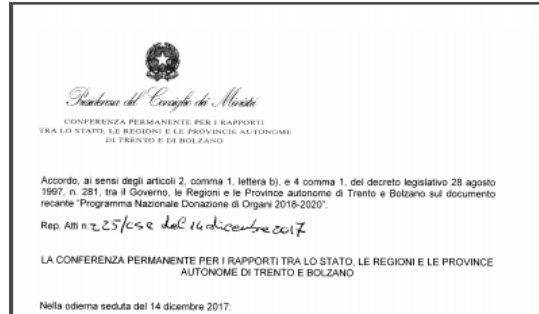 Presidenza del Consiglio dei Ministri
CONFERENZA PERMANENTE PER I RAPPORTI
TRA LO STATO, LE REGIONI E LE PROVINCIE AUTONOME
DI TRENTO E DI BOLZANO
Accordo, ai sensi degli articoli 2, comma 1, lettera b), e 4 comma 1, del decreto legislativo 28 agosto
1997, n. 281, tra il Governo, le Regioni e le Province autonome di Trento e Bolzano sul documento
recante "Programma Nazionale Donazione di Organi 2018-2020".
Rep. Atti n. 225/CSR del 14 dicembre 2017
LA CONFERENZA PERMANENTE PER I RAPPORTI TRA LO STATO, LE REGIONI E LE PROVINCE
AUTONOME DI TRENTO E BOLZANO
Nella odierna seduta del 14 dicembre 2017: